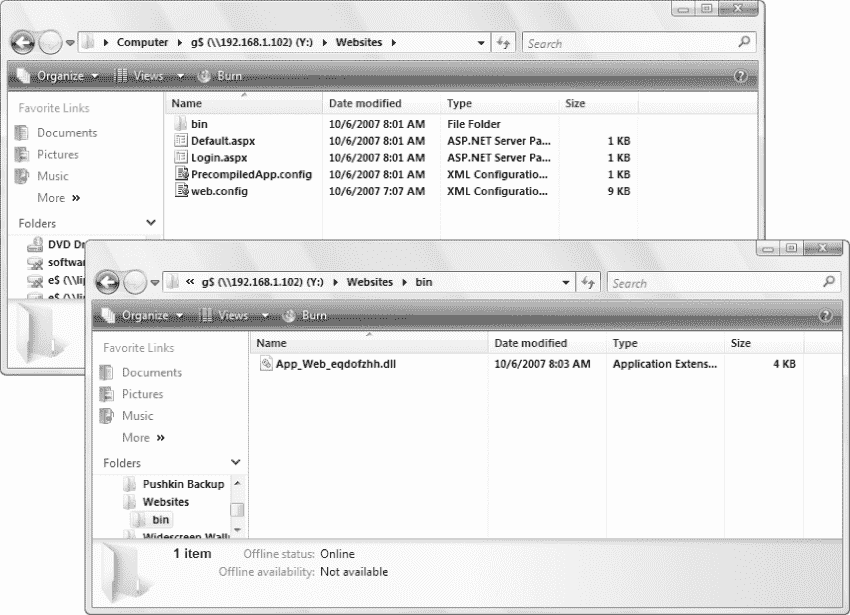 Computer g$ (\\192.168.1.102) (Y:) Websites Search
Organize Views Burn
Favorite Links
Documents
Pictures
Music
More »
Folders
DVD Dr
softwar
e$ (\\lip
Name Date modified Type Size
bin 10/6/2007 8:01 AM File Folder
Default.aspx 10/6/2007 8:01 AM ASP.NET Server Pa... 1 KB
Login.aspx 10/6/2007 8:01 AM ASP.NET Server Pa... 1 KB
PrecompiledApp.config 10/6/2007 8:01 AM XML Configuratio... 1 KB
web.config 10/6/2007 7:07 AM XML Configuratio... 9 KB
« g$ (\\192.168.1.102) (Y:) Websites bin Search
Organize Views Burn
Favorite Links
Documents
Pictures
Music
More »
Folders
Pushkin Backup
Websites
bin
Widescreen Wall
Name Date modified Type Size
App_Web_eqdofzhh.dll 10/6/2007 8:03 AM Application Extens... 4 KB
1 item Offline status: Online
Offline availability: Not available